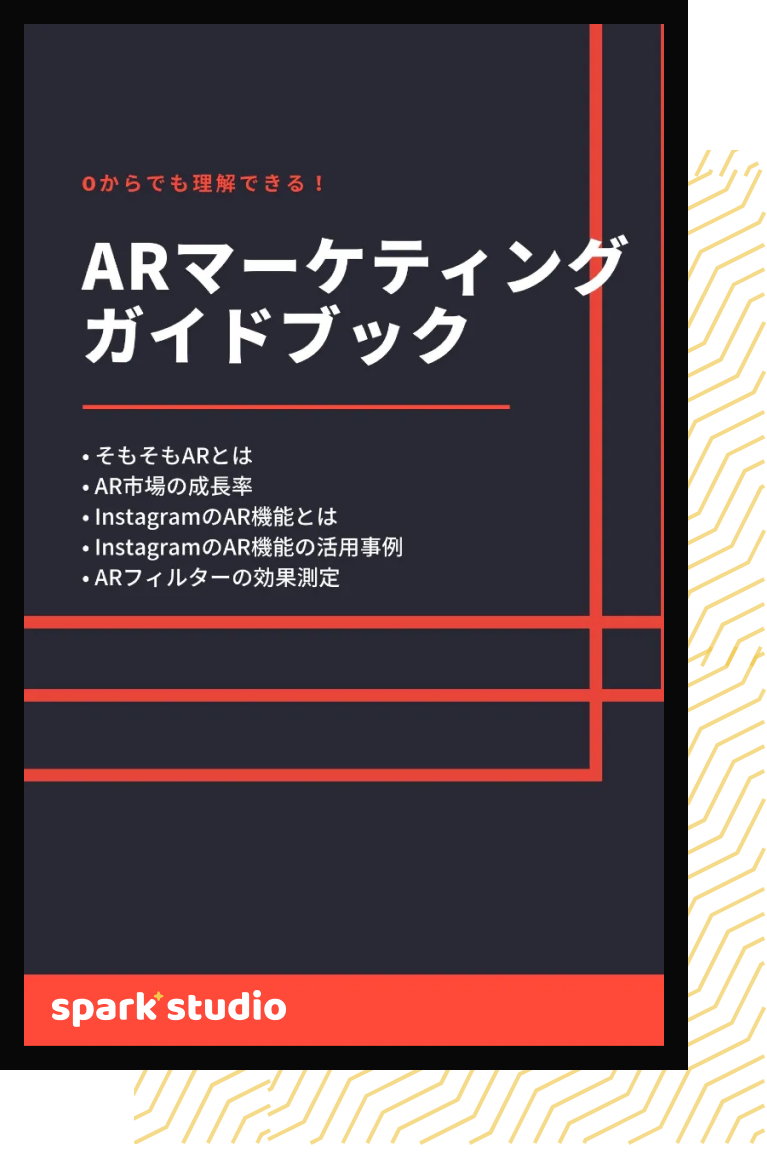 0からでも理解できる！
ARマーケティング
ガイドブック
• そもそもARとは
• AR市場の成長率
• InstagramのAR機能とは
• InstagramのAR機能の活用事例
• ARフィルターの効果測定
spark studio